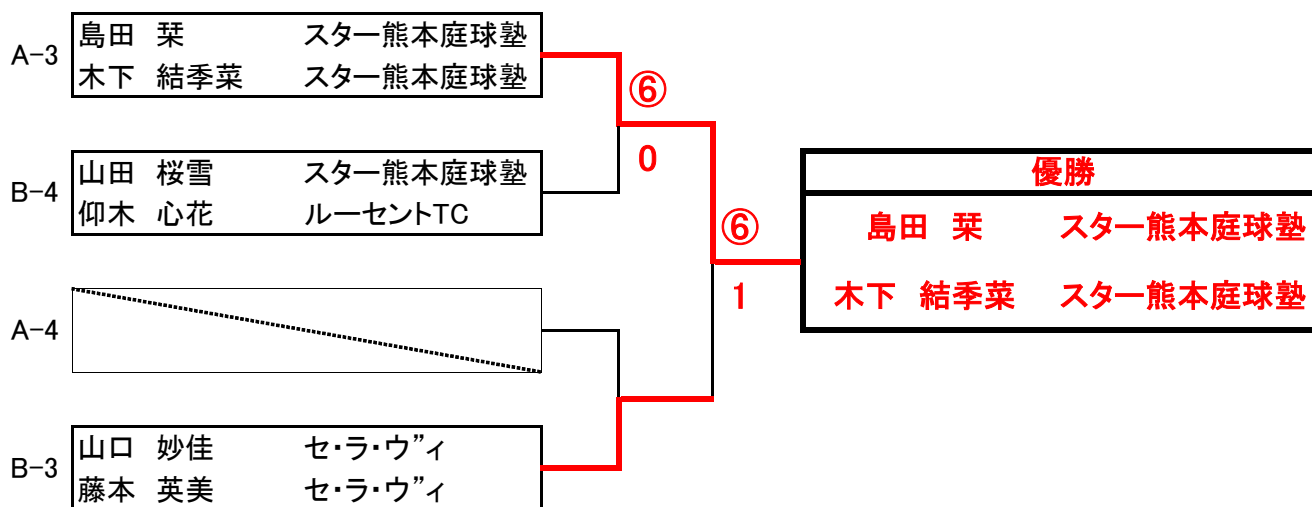 A-3
島田　栞　　スター熊本庭球塾
木下　結季菜　　スター熊本庭球塾
⑥
0
B-4
山田　桜雪　　スター熊本庭球塾
仰木　心花　　ルーセントTC
⑥
1
優勝
島田　栞　　スター熊本庭球塾
木下　結季菜　　スター熊本庭球塾
A-4
B-3
山口　妙佳　　セ・ラ・ウ”ィ
藤本　英美　　セ・ラ・ウ”ィ